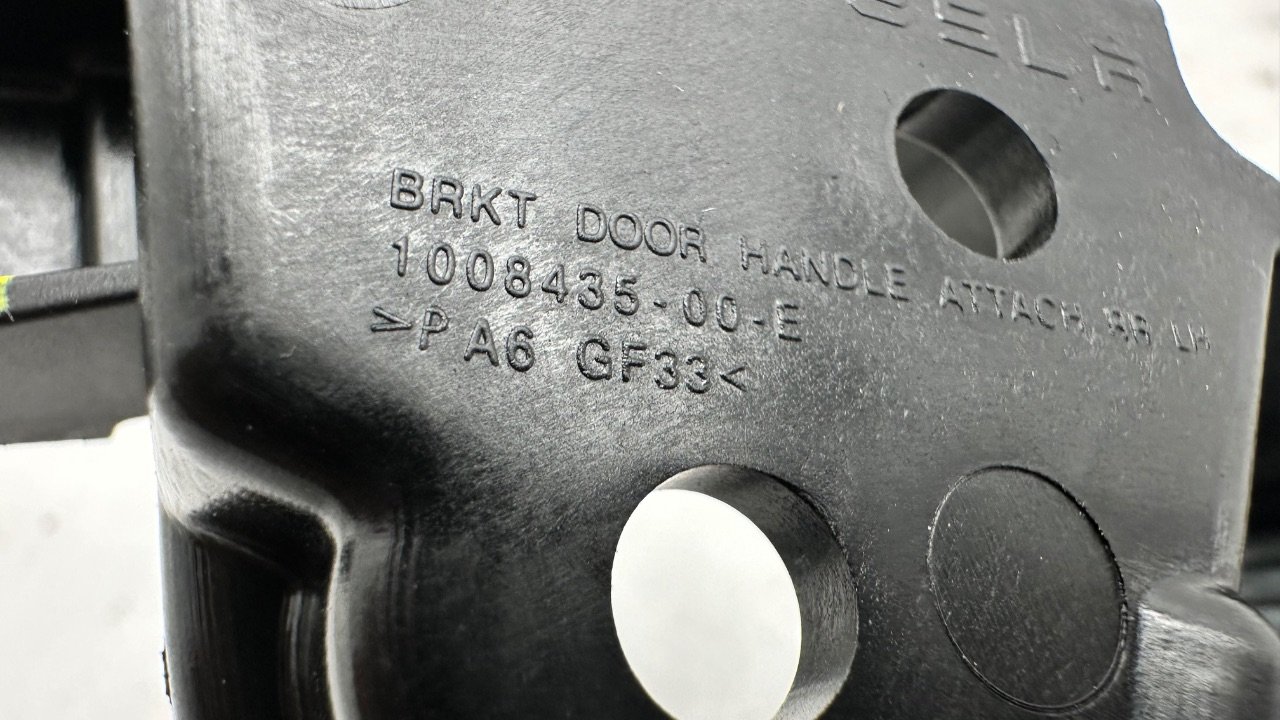 BRKT DOOR HANDLE ATTACH, RR LH
1008435-00-E
>PA6 GF33<